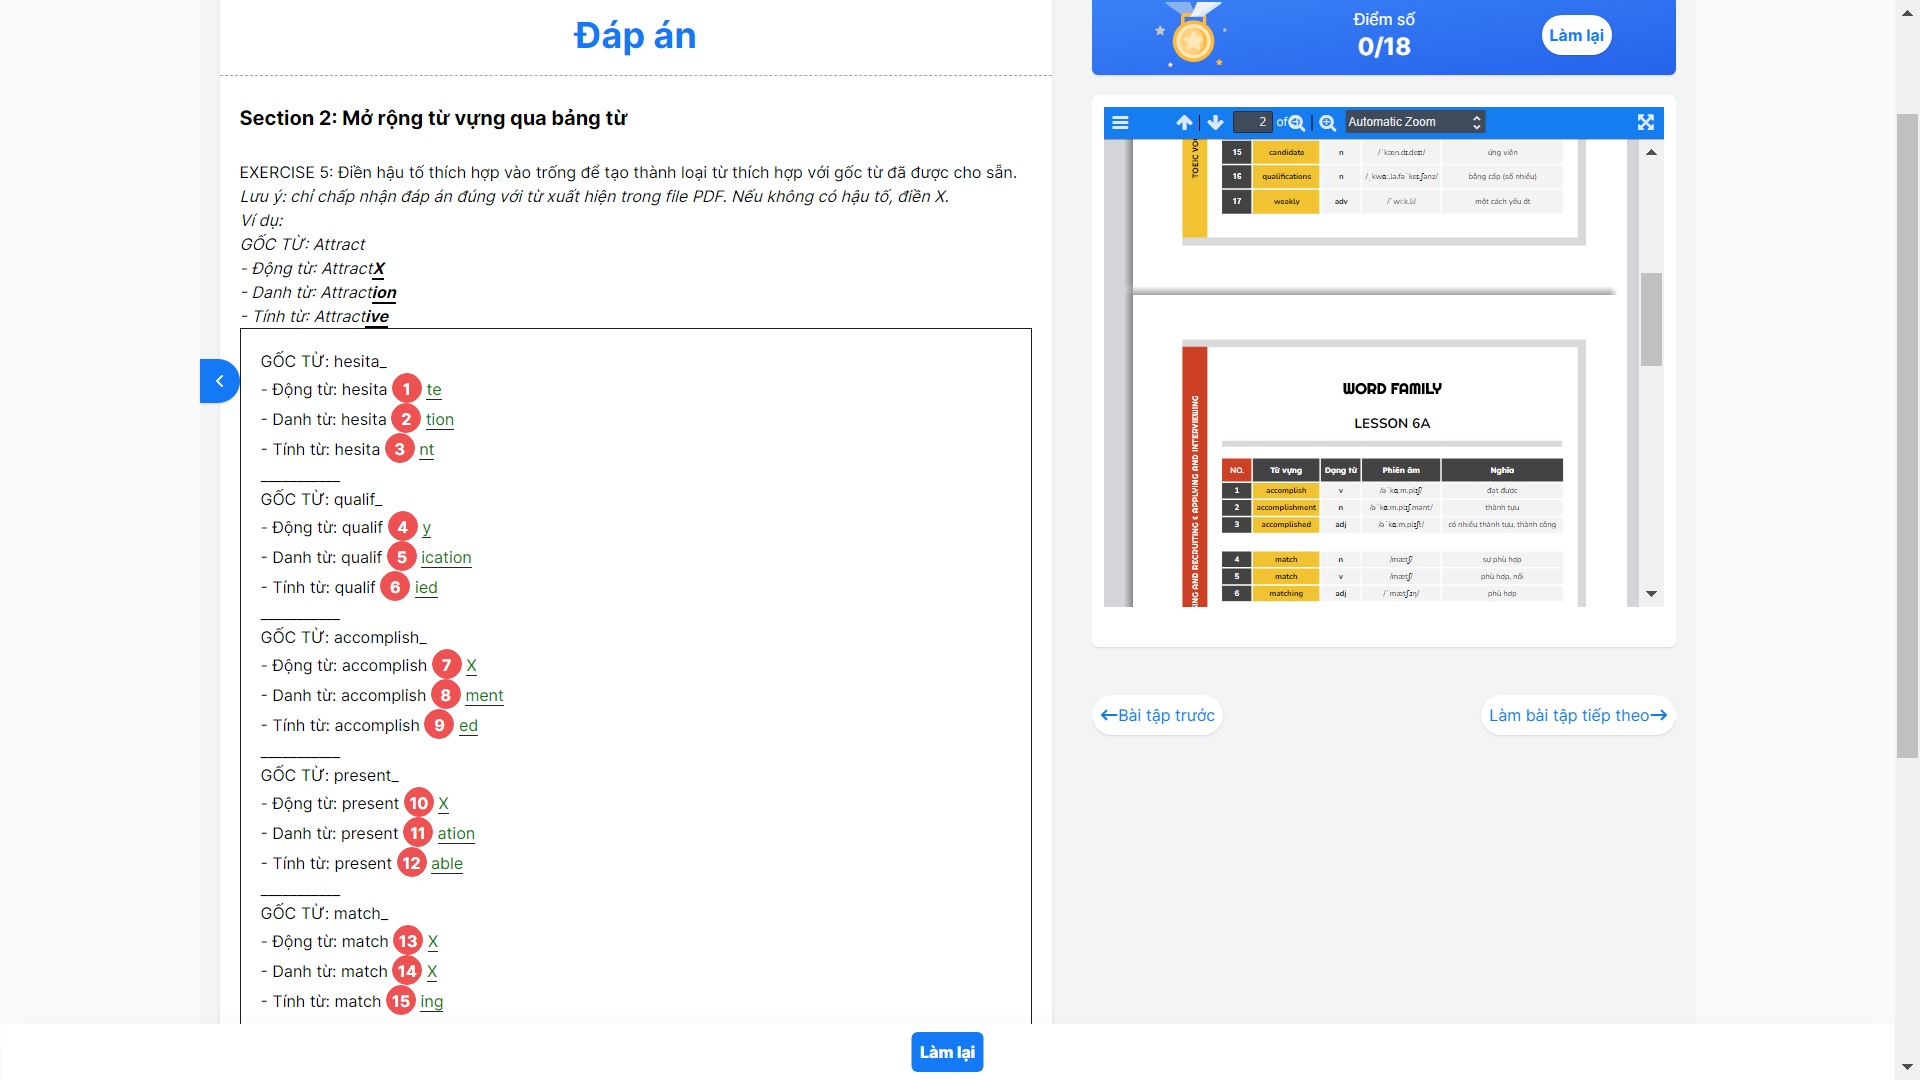 Đáp án
Section 2: Mở rộng từ vựng qua bảng từ
EXERCISE 5: Điền hậu tố thích hợp vào trống để tạo thành loại từ thích hợp với gốc từ đã được cho sẵn.
Lưu ý: chỉ chấp nhận đáp án đúng với từ xuất hiện trong file PDF. Nếu không có hậu tố, điền X.
Ví dụ:
GỐC TỪ: Attract
- Động từ: AttractX
- Danh từ: Attraction
- Tính từ: Attractive
GỐC TỪ: hesita_
- Động từ: hesita 1 te
- Danh từ: hesita 2 tion
- Tính từ: hesita 3 nt
___________
GỐC TỪ: qualif_
- Động từ: qualif 4 y
- Danh từ: qualif 5 ication
- Tính từ: qualif 6 ied
___________
GỐC TỪ: accomplish_
- Động từ: accomplish 7 X
- Danh từ: accomplish 8 ment
- Tính từ: accomplish 9 ed
___________
GỐC TỪ: present_
- Động từ: present 10 X
- Danh từ: present 11 ation
- Tính từ: present 12 able
___________
GỐC TỪ: match_
- Động từ: match 13 X
- Danh từ: match 14 X
- Tính từ: match 15 ing
Làm lại
Điểm số
0/18
Làm lại
2 of
Automatic Zoom
TOEIC
15 candidate n /ˈkæn.dɪ.deɪt/ ứng viên
16 qualifications n /ˌkwɑː.lə.fəˈkeɪ.ʃənz/ bằng cấp (số nhiều)
17 weakly adv /ˈwiːk.li/ một cách yếu ớt
WORD FAMILY
LESSON 6A
AND RECRUITING & APPLYING AND INTERVIEWING
NO. Từ vựng Dạng từ Phiên âm Nghĩa
1 accomplish v /əˈkɑːm.plɪʃ/ đạt được
2 accomplishment n /əˈkɑːm.plɪʃ.mənt/ thành tựu
3 accomplished adj /əˈkɑːm.plɪʃt/ có nhiều thành tựu, thành công
4 match n /mætʃ/ sự phù hợp
5 match v /mætʃ/ phù hợp, nối
6 matching adj /ˈmætʃ.ɪŋ/ phù hợp
Bài tập trước
Làm bài tập tiếp theo